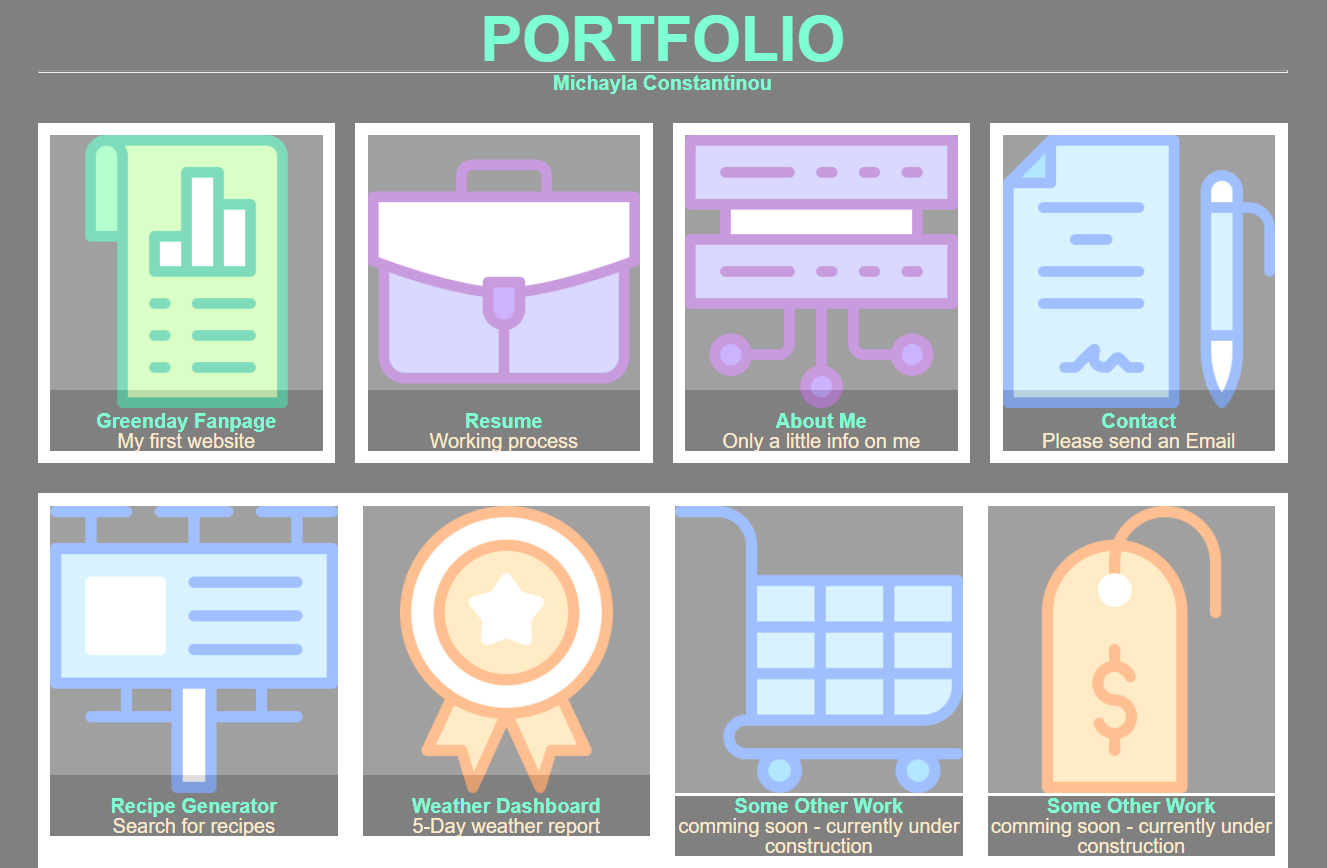 PORTFOLIO
Michayla Constantinou
Greenday Fanpage
My first website
Resume
Working process
About Me
Only a little info on me
Contact
Please send an Email
Recipe Generator
Search for recipes
Weather Dashboard
5-Day weather report
Some Other Work
comming soon - currently under
construction
Some Other Work
comming soon - currently under
construction